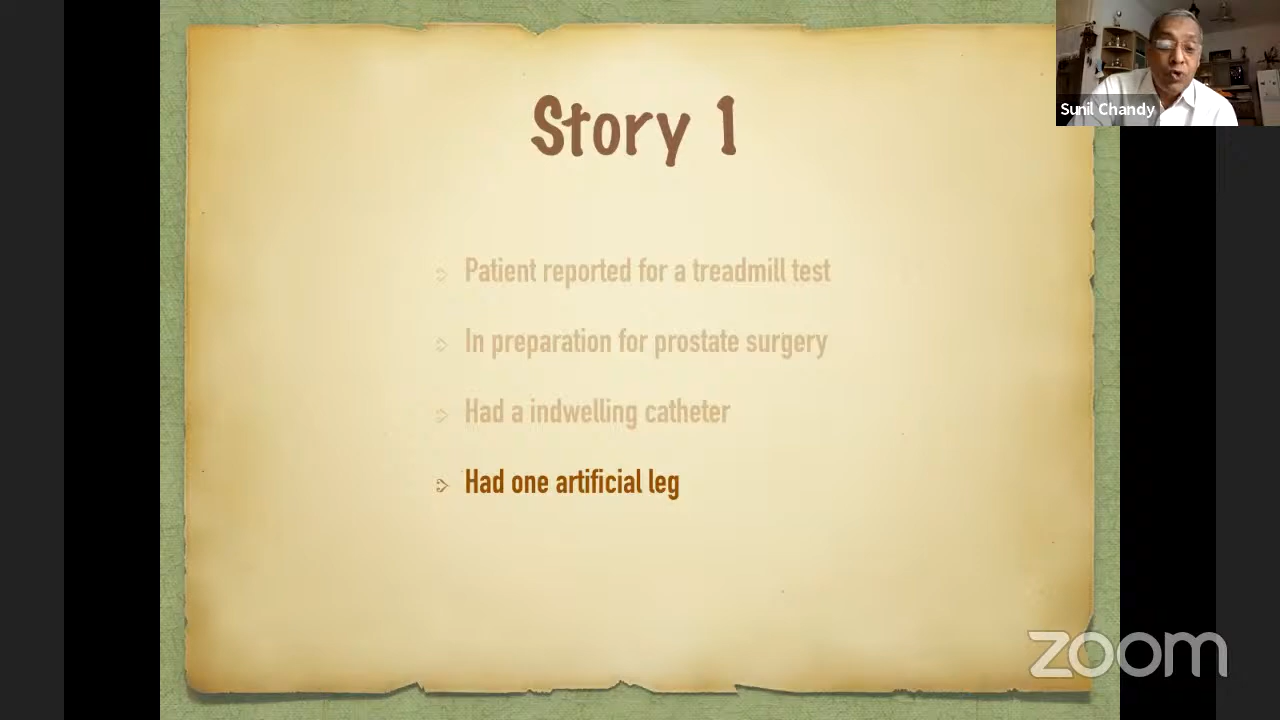 Story 1
Sunil Chandy
Patient reported for a treadmill test
In preparation for prostate surgery
Had a indwelling catheter
Had one artificial leg
zoom